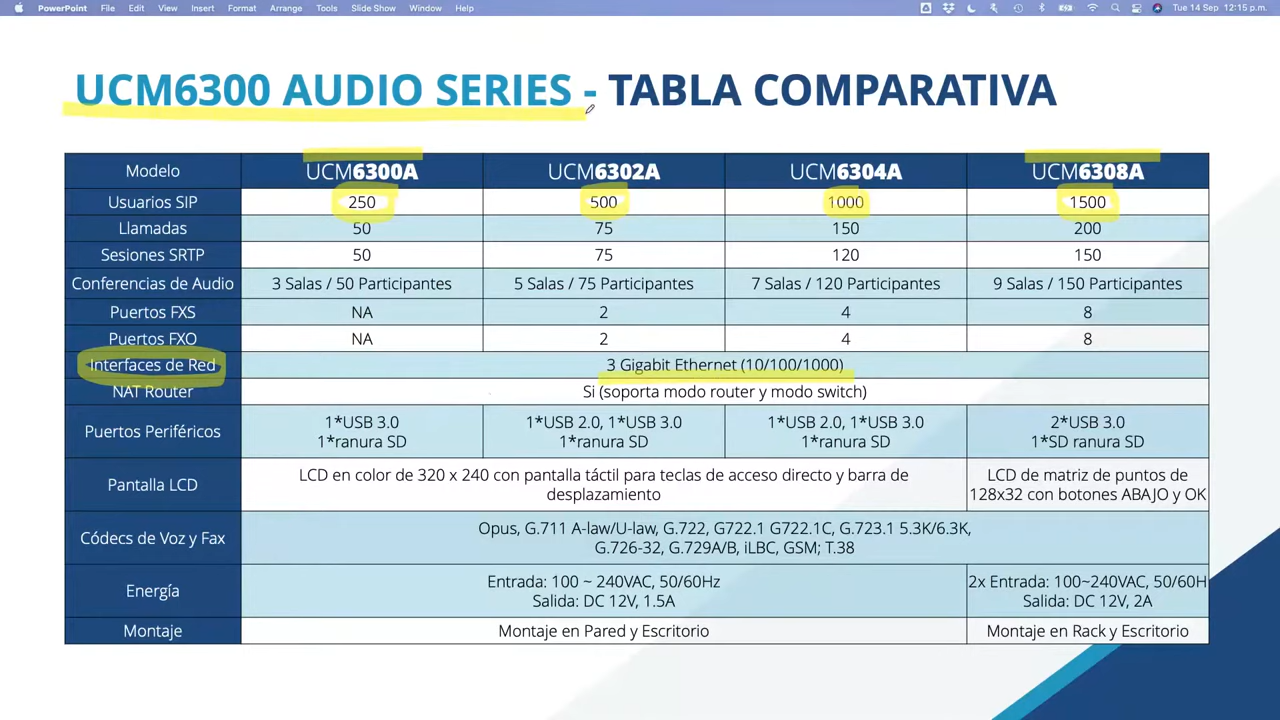 PowerPoint File Edit View Insert Format Arrange Tools Slide Show Window Help Tue 14 Sep 12:15 p.m.
UCM6300 AUDIO SERIES - TABLA COMPARATIVA
Modelo UCM6300A UCM6302A UCM6304A UCM6308A
Usuarios SIP 250 500 1000 1500
Llamadas 50 75 150 200
Sesiones SRTP 50 75 120 150
Conferencias de Audio 3 Salas / 50 Participantes 5 Salas / 75 Participantes 7 Salas / 120 Participantes 9 Salas / 150 Participantes
Puertos FXS NA 2 4 8
Puertos FXO NA 2 4 8
Interfaces de Red 3 Gigabit Ethernet (10/100/1000)
NAT Router Si (soporta modo router y modo switch)
Puertos Periféricos
1*USB 3.0 1*USB 2.0, 1*USB 3.0 1*USB 2.0, 1*USB 3.0 2*USB 3.0
1*ranura SD 1*ranura SD 1*ranura SD 1*SD ranura SD
Pantalla LCD
LCD en color de 320 x 240 con pantalla táctil para teclas de acceso directo y barra de
desplazamiento
LCD de matriz de puntos de
128x32 con botones ABAJO y OK
Códecs de Voz y Fax
Opus, G.711 A-law/U-law, G.722, G722.1 G722.1C, G.723.1 5.3K/6.3K,
G.726-32, G.729A/B, iLBC, GSM; T.38
Energía
Entrada: 100 ~ 240VAC, 50/60Hz
Salida: DC 12V, 1.5A
2x Entrada: 100~240VAC, 50/60H
Salida: DC 12V, 2A
Montaje Montaje en Pared y Escritorio Montaje en Rack y Escritorio